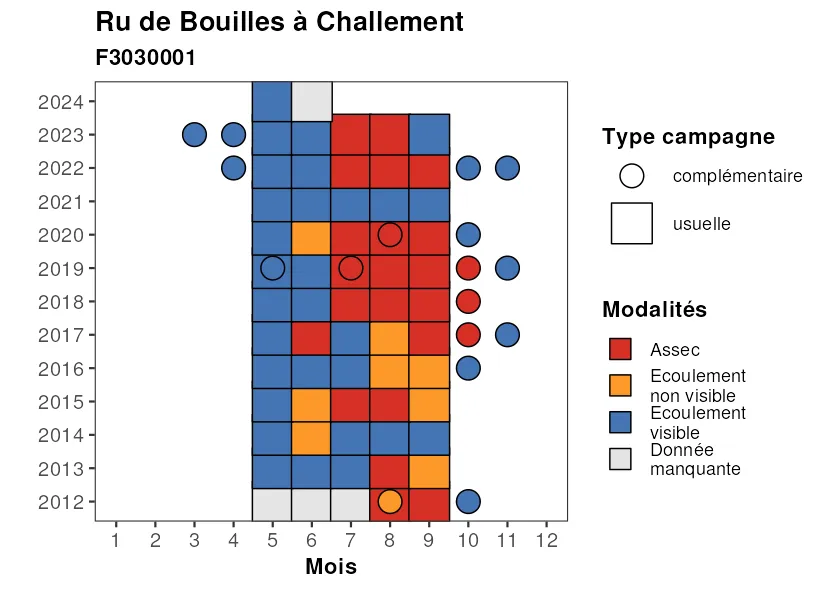 Ru de Bouilles à Challement
F3030001
2024
2023
2022
2021
2020
2019
2018
2017
2016
2015
2014
2013
2012
1 2 3 4 5 6 7 8 9 10 11 12
Mois
Type campagne
complémentaire
usuelle
Modalités
Assec
Ecoulement
non visible
Ecoulement
visible
Donnée
manquante